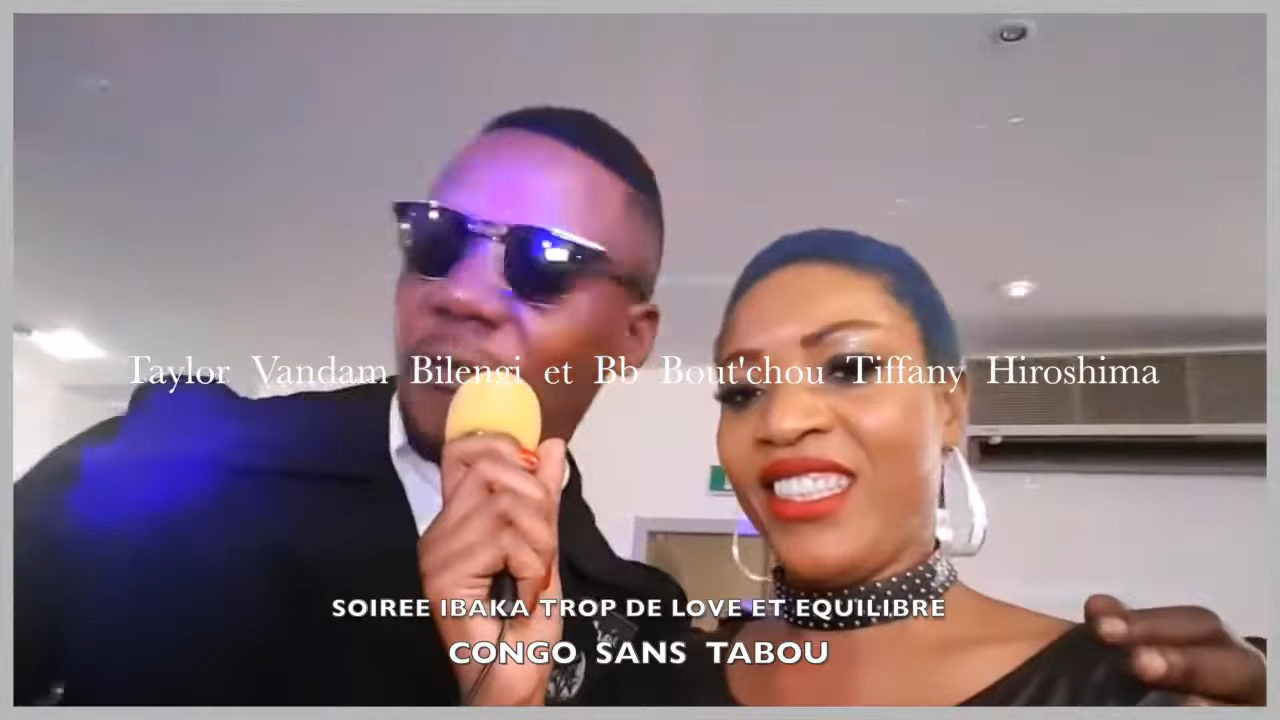 Taylor Vandam Bilengi et Bb Bout'chou Tiffany Hiroshima
SOIREE IBAKA TROP DE LOVE ET EQUILIBRE
CONGO SANS TABOU